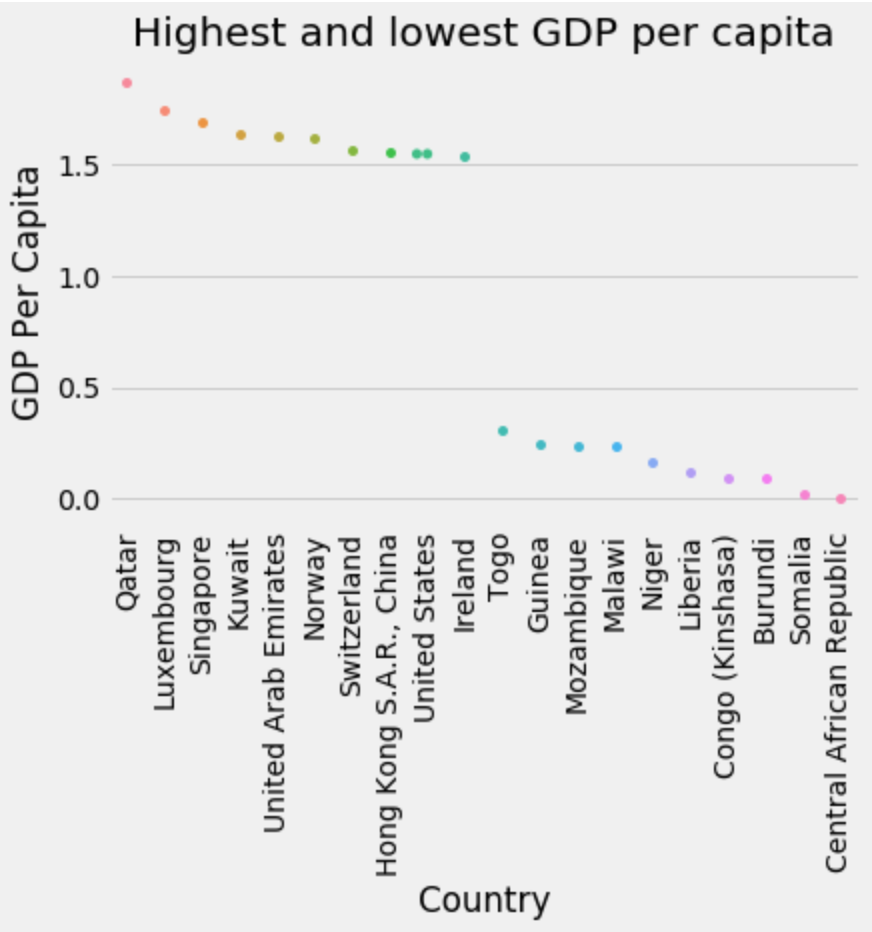 Highest and lowest GDP per capita
GDP Per Capita
1.5
1.0
0.5
0.0
Qatar
Luxembourg
Singapore
Kuwait
United Arab Emirates
Norway
Switzerland
Hong Kong S.A.R., China
United States
Ireland
Togo
Guinea
Mozambique
Malawi
Niger
Liberia
Congo (Kinshasa)
Burundi
Somalia
Central African Republic
Country